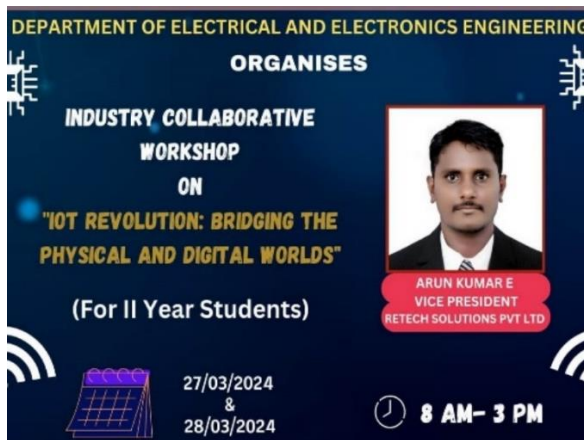 DEPARTMENT OF ELECTRICAL AND ELECTRONICS ENGINEERING
ORGANISES
INDUSTRY COLLABORATIVE
WORKSHOP
ON
"IOT REVOLUTION: BRIDGING THE
PHYSICAL AND DIGITAL WORLDS"
(For II Year Students)
ARUN KUMAR E
VICE PRESIDENT
RETECH SOLUTIONS PVT LTD
27/03/2024
&
28/03/2024
8 AM- 3 PM